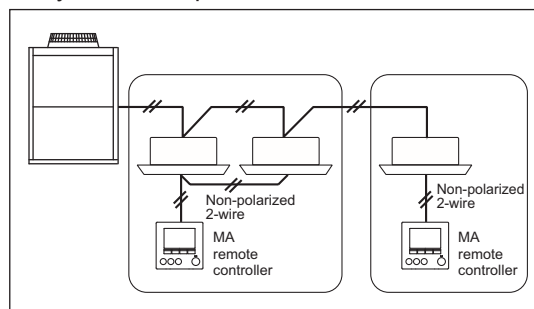 Non-polarized
2-wire
MA
remote
controller
Non-polarized
2-wire
MA
remote
controller